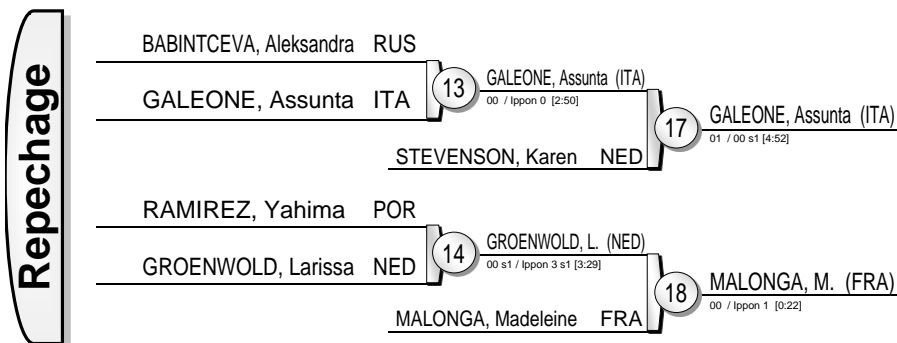 Repechage
BABINTCEVA, Aleksandra RUS
GALEONE, Assunta ITA
13
GALEONE, Assunta (ITA)
00 / Ippon 0 [2:50]
STEVENSON, Karen NED
17
GALEONE, Assunta (ITA)
01 / 00 s1 [4:52]
RAMIREZ, Yahima POR
GROENWOLD, Larissa NED
14
GROENWOLD, L. (NED)
00 s1 / Ippon 3 s1 [3:29]
MALONGA, Madeleine FRA
18
MALONGA, M. (FRA)
00 / Ippon 1 [0:22]